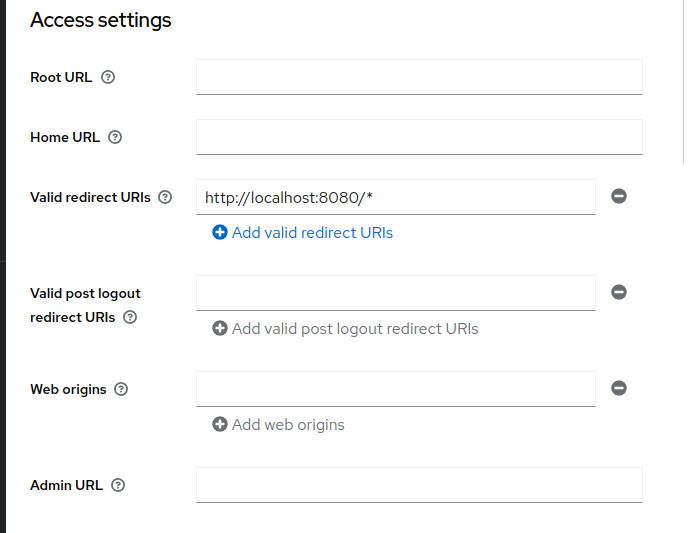 Access settings
Root URL
Home URL
Valid redirect URIs
http://localhost:8080/*
Add valid redirect URIs
Valid post logout
redirect URIs
Add valid post logout redirect URIs
Web origins
Add web origins
Admin URL